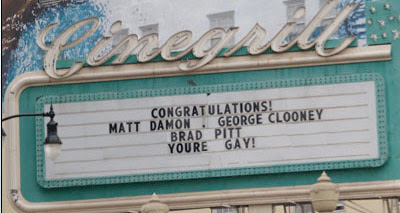 Cinegrill
CONGRATULATIONS!
MATT DAMON . GEORGE CLOONEY
BRAD PITT
YOURE GAY!